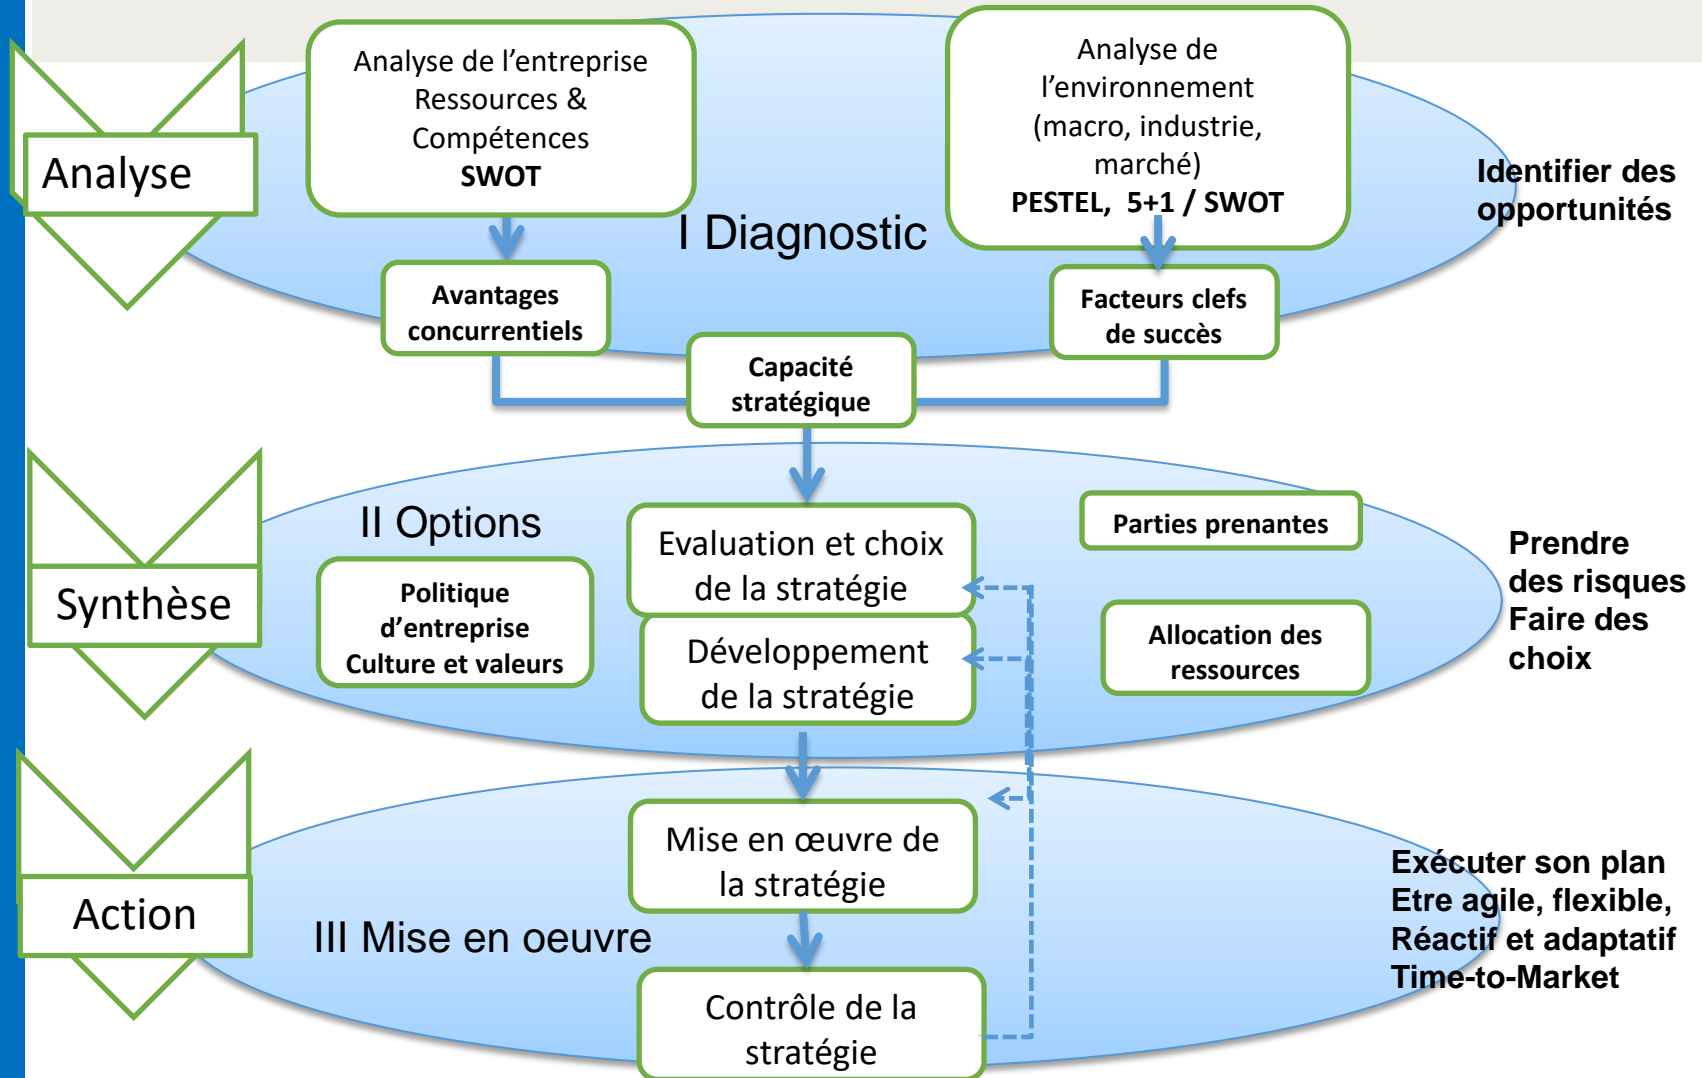 Analyse
Analyse de l’entreprise
Ressources &
Compétences
SWOT
Analyse de
l’environnement
(macro, industrie,
marché)
PESTEL, 5+1 / SWOT
Identifier des
opportunités
I Diagnostic
Avantages
concurrentiels
Facteurs clefs
de succès
Capacité
stratégique
Synthèse
II Options
Politique
d’entreprise
Culture et valeurs
Evaluation et choix
de la stratégie
Développement
de la stratégie
Parties prenantes
Allocation des
ressources
Prendre
des risques
Faire des
choix
Action
III Mise en oeuvre
Mise en œuvre de
la stratégie
Contrôle de la
stratégie
Exécuter son plan
Etre agile, flexible,
Réactif et adaptatif
Time-to-Market